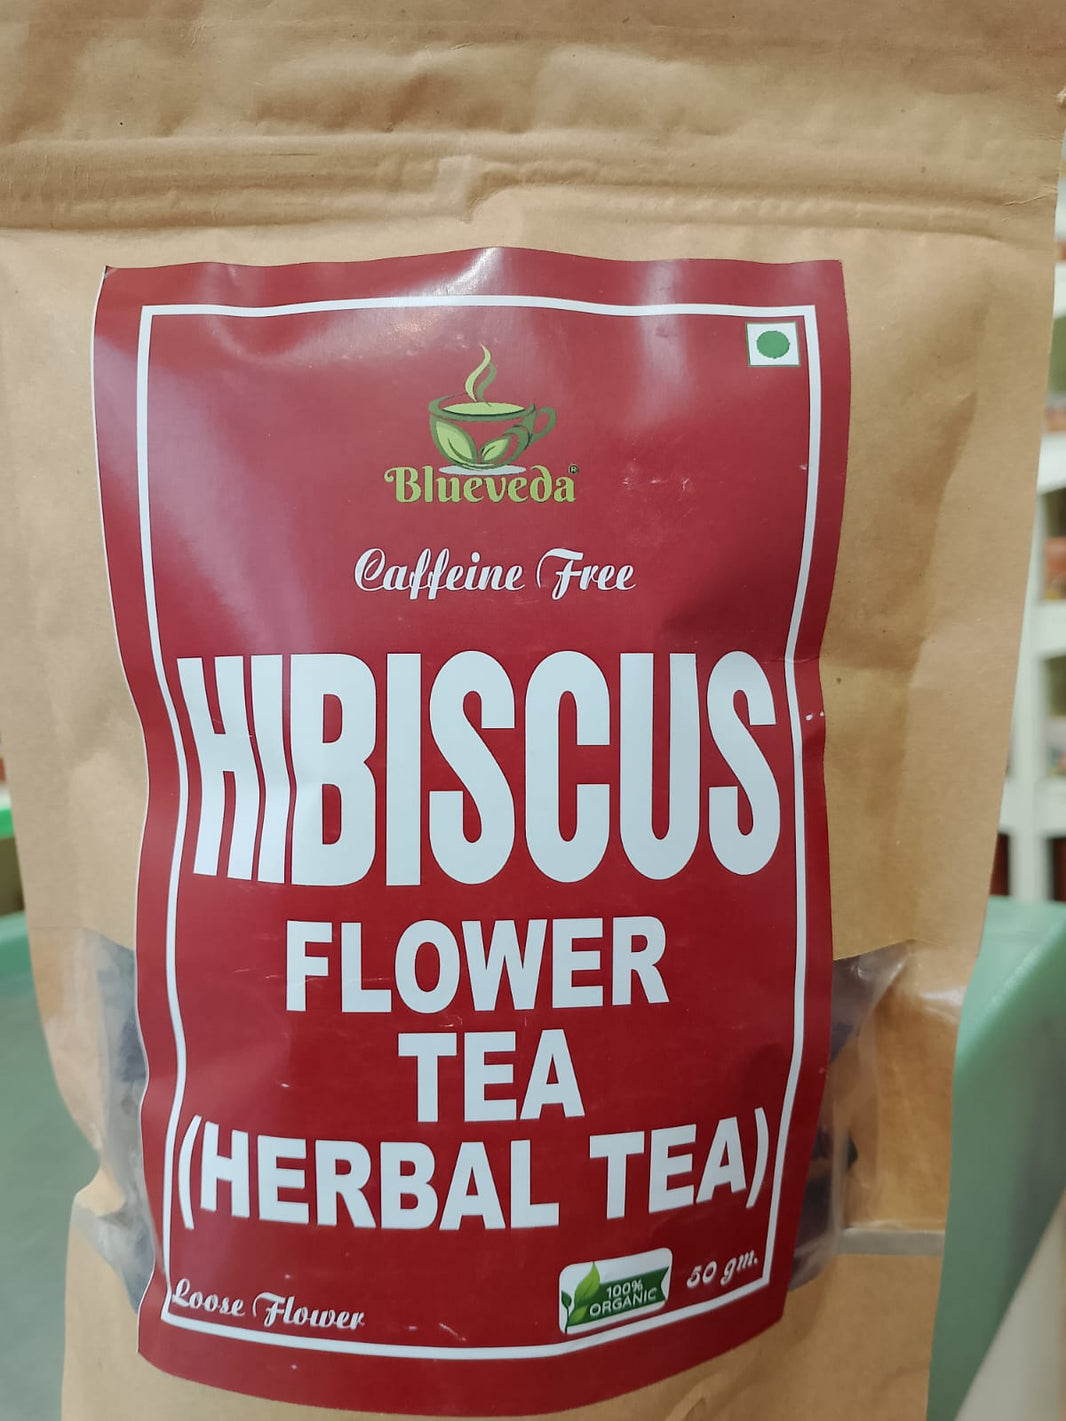 Blueveda®
Caffeine Free
HIBISCUS
FLOWER
TEA
(HERBAL TEA)
Loose Flower
100%
ORGANIC
50 gm.